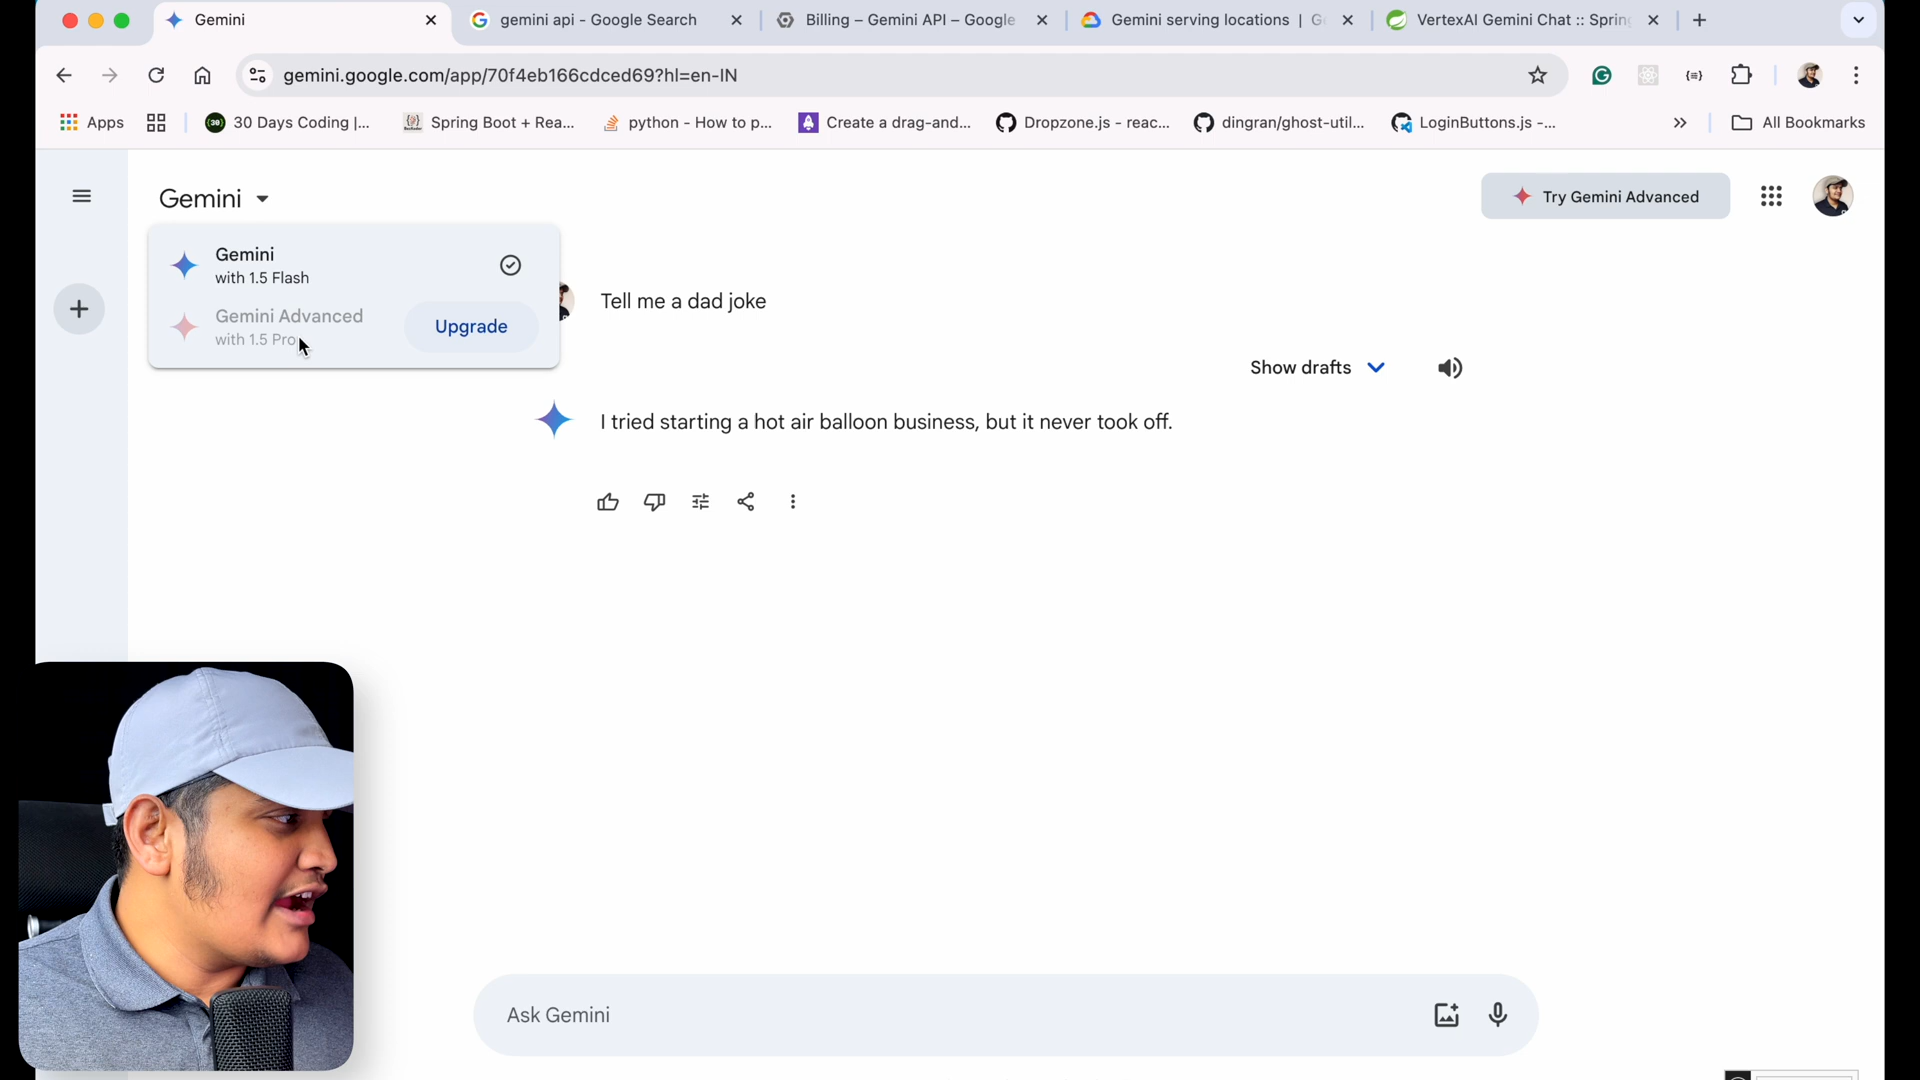 Gemini
gemini api - Google Search
Billing – Gemini API – Google
Gemini serving locations | G
VertexAI Gemini Chat :: Spring
gemini.google.com/app/70f4eb166cdced69?hl=en-IN
Apps
30 Days Coding |...
Spring Boot + Rea...
python - How to p...
Create a drag-and...
Dropzone.js - reac...
dingran/ghost-util...
LoginButtons.js -...
All Bookmarks
Gemini
Try Gemini Advanced
Gemini
with 1.5 Flash
Gemini Advanced
with 1.5 Pro
Upgrade
Tell me a dad joke
Show drafts
I tried starting a hot air balloon business, but it never took off.
Ask Gemini